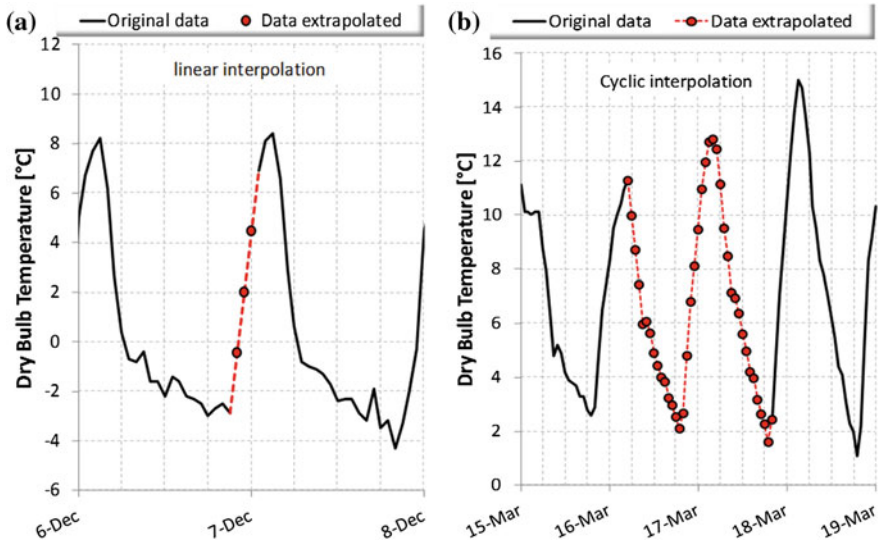 (a)
Original data
Data extrapolated
linear interpolation
Dry Bulb Temperature [°C]
12
10
8
6
4
2
0
-2
-4
-6
6-Dec
7-Dec
8-Dec
(b)
Original data
Data extrapolated
Cyclic interpolation
Dry Bulb Temperature [°C]
16
14
12
10
8
6
4
2
0
15-Mar
16-Mar
17-Mar
18-Mar
19-Mar